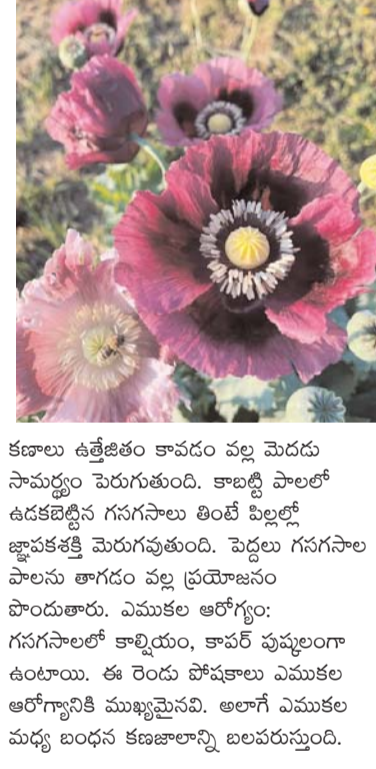 కణాలు ఉత్తేజితం కావడం వల్ల మెదడు
సామర్థ్యం పెరుగుతుంది. కాబట్టి పాలలో
ఉడకబెట్టిన గసగసాలు తింటే పిల్లల్లో
జ్ఞాపకశక్తి మెరుగవుతుంది. పెద్దలు గసగసాల
పాలను తాగడం వల్ల ప్రయోజనం
పొందుతారు. ఎముకల ఆరోగ్యం:
గసగసాలలో కాల్షియం, కాపర్ పుష్కలంగా
ఉంటాయి. ఈ రెండు పోషకాలు ఎముకల
ఆరోగ్యానికి ముఖ్యమైనవి. అలాగే ఎముకల
మధ్య బంధన కణజాలాన్ని బలపరుస్తుంది.